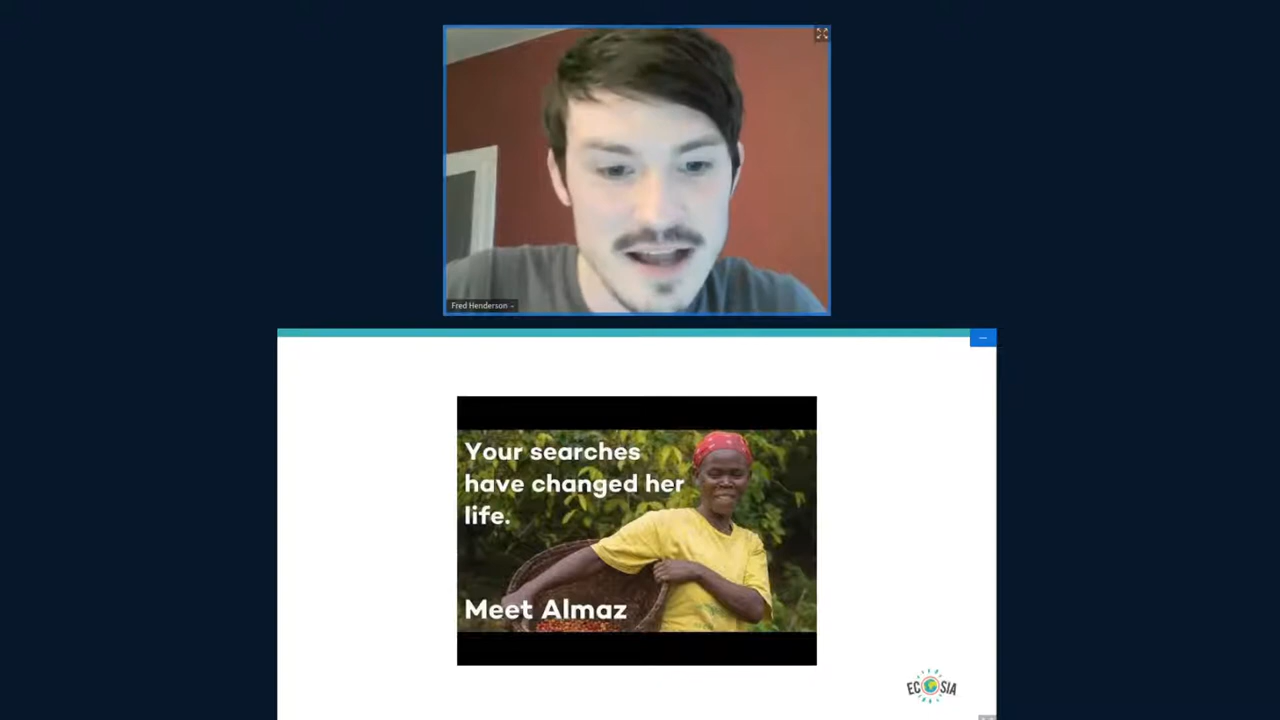 Fred Henderson
Your searches
have changed her
life.
Meet Almaz
ECOSIA